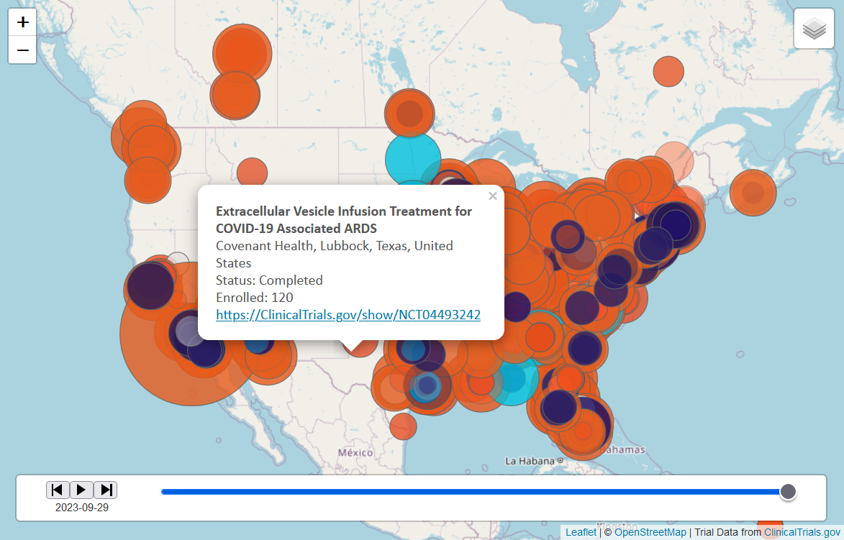 +
−
×
Extracellular Vesicle Infusion Treatment for
COVID-19 Associated ARDS
Covenant Health, Lubbock, Texas, United
States
Status: Completed
Enrolled: 120
https://ClinicalTrials.gov/show/NCT04493242
México
La Habana
ahamas
2023-09-29
Leaflet | © OpenStreetMap | Trial Data from ClinicalTrials.gov